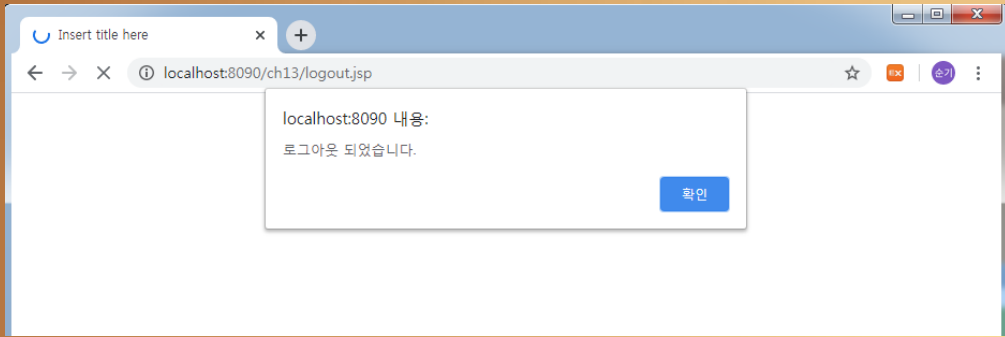 Insert title here
localhost:8090/ch13/logout.jsp
순기
localhost:8090 내용:
로그아웃 되었습니다.
확인